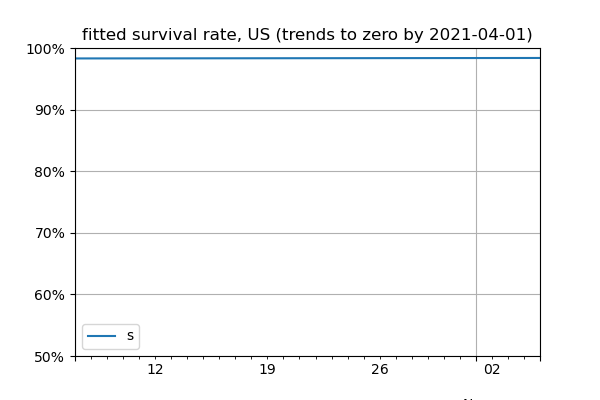 fitted survival rate, US (trends to zero by 2021-04-01)
100%
90%
80%
70%
60%
50%
s
12 19 26 02